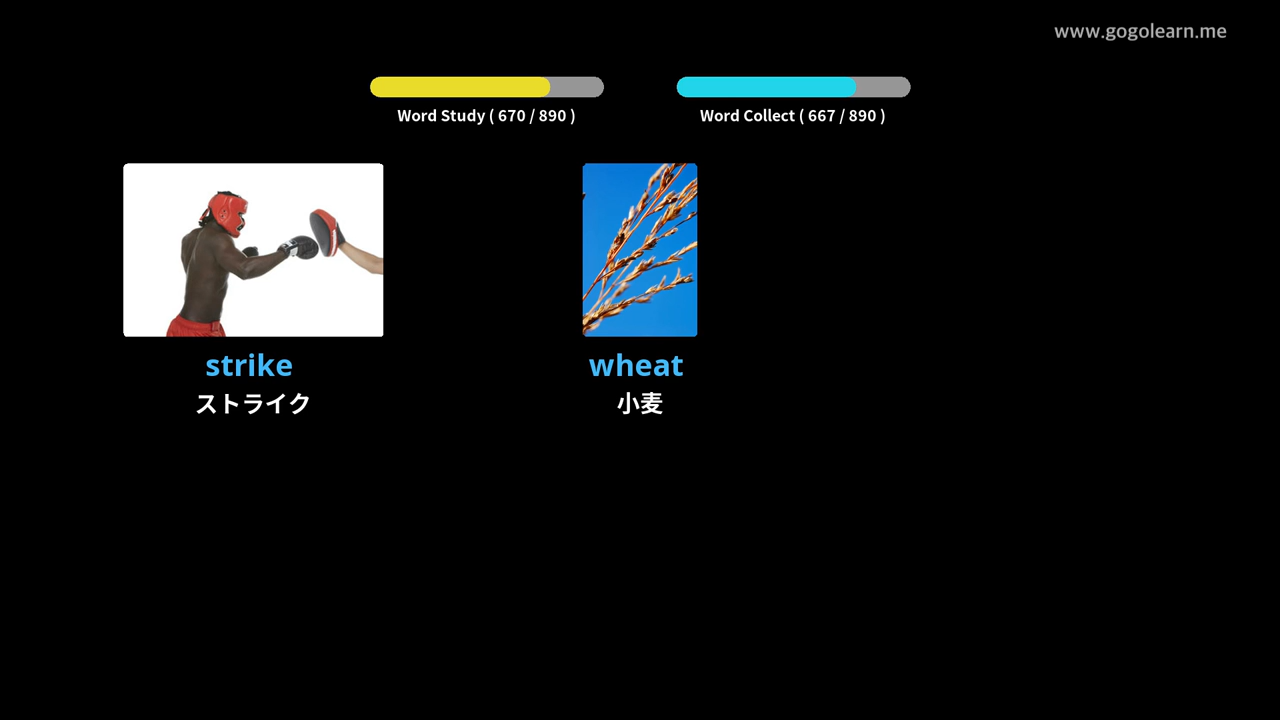 www.gogolearn.me
Word Study ( 670 / 890 )
Word Collect ( 667 / 890 )
strike
ストライク
wheat
小麦